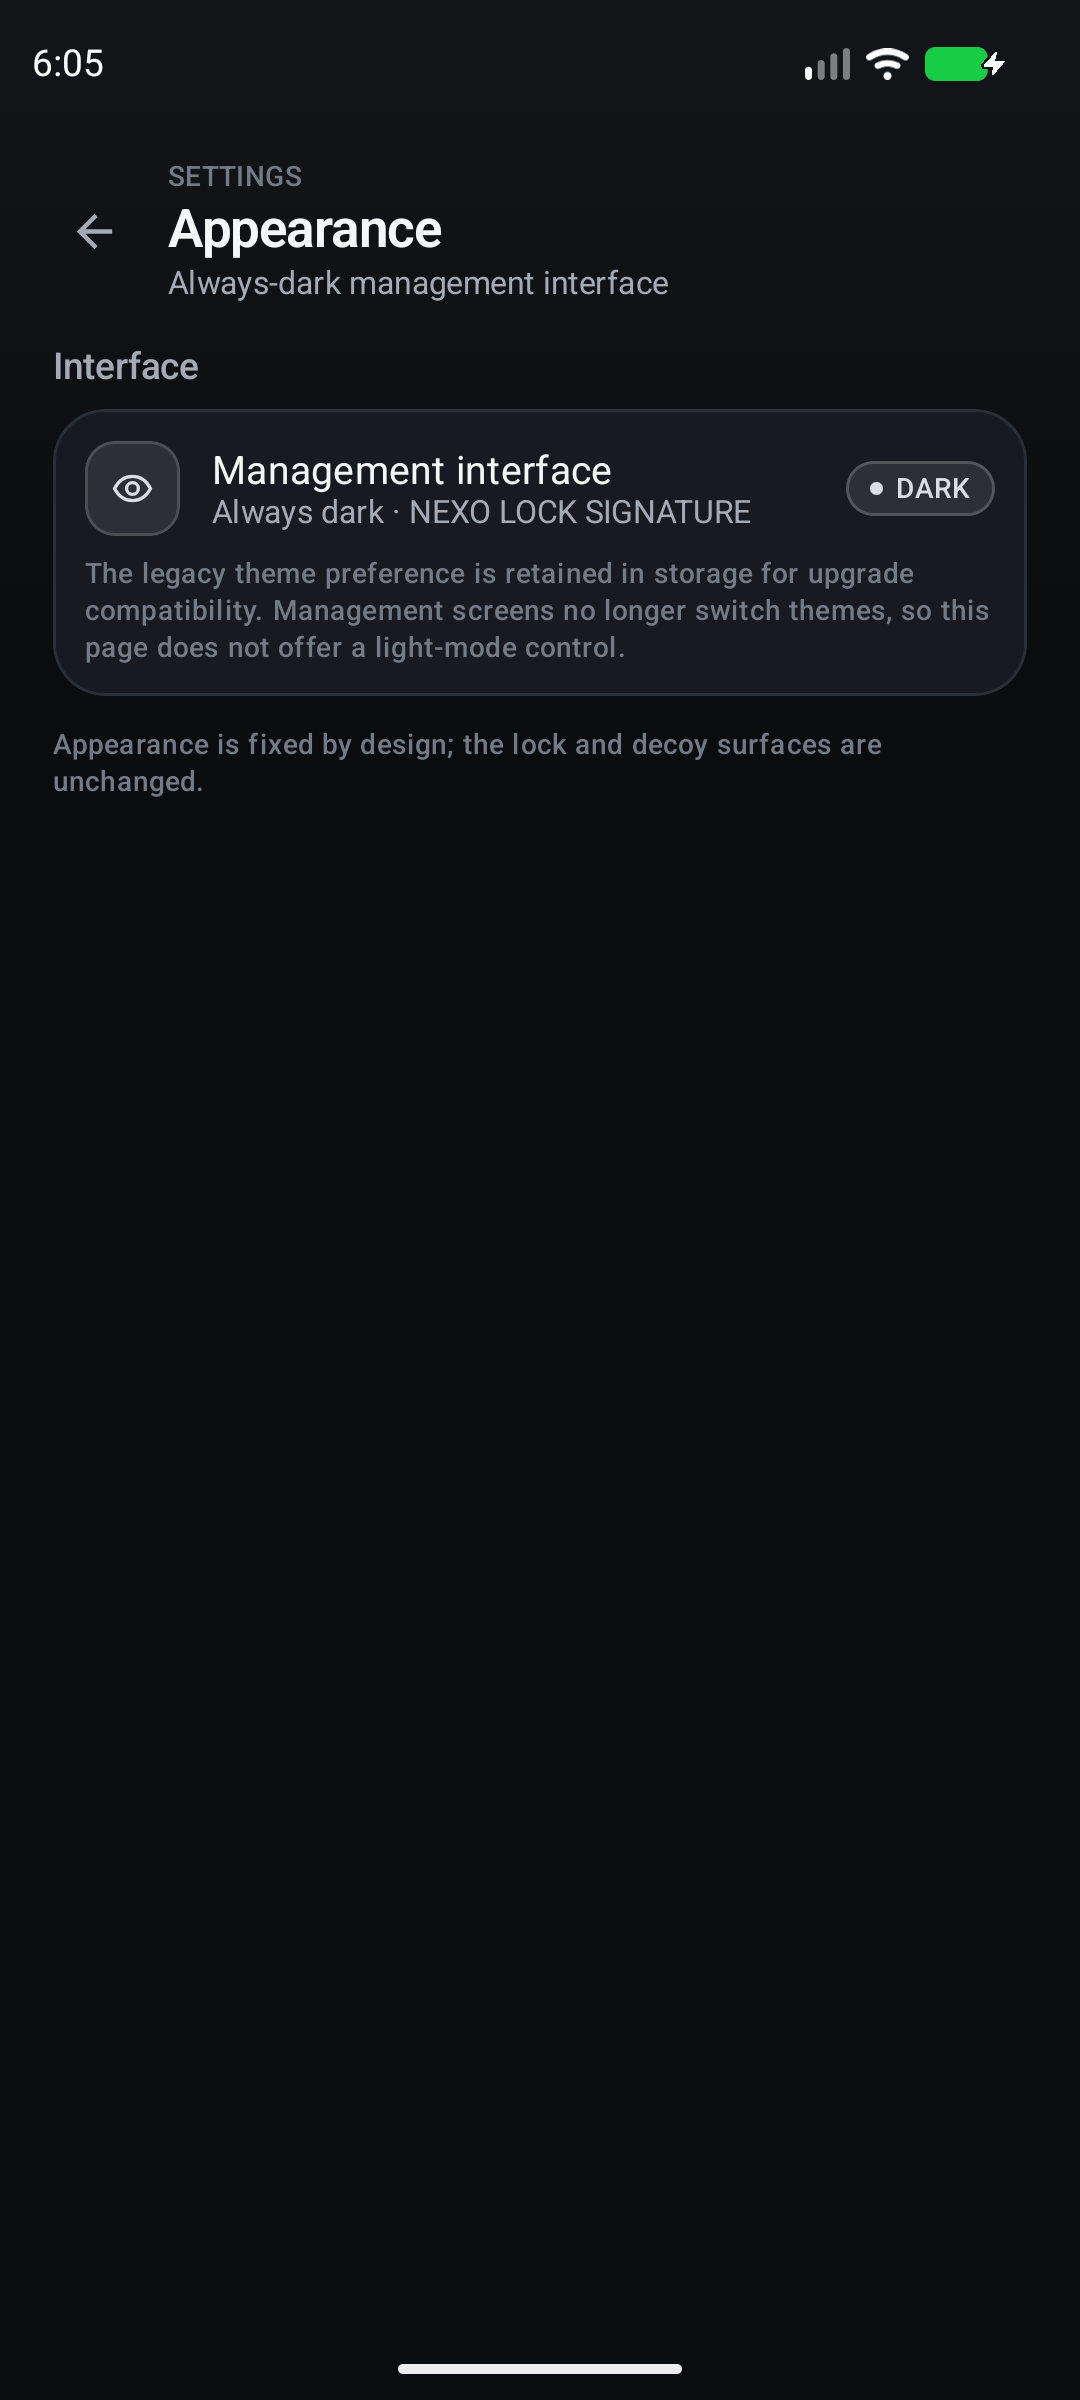 6:05
SETTINGS
Appearance
Always-dark management interface
Interface
Management interface
Always dark · NEXO LOCK SIGNATURE
DARK
The legacy theme preference is retained in storage for upgrade
compatibility. Management screens no longer switch themes, so this
page does not offer a light-mode control.
Appearance is fixed by design; the lock and decoy surfaces are
unchanged.